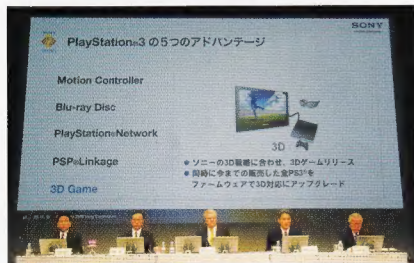 SONY
PlayStation®3 の5つのアドバンテージ
Motion Controller
Blu-ray Disc
PlayStation®Network
PSP®Linkage
3D Game
3D
● ソニーの3D戦略に合わせ、3Dゲームリリース
● 同時に今までの販売した全PS3を
ファームウェアで3D対応にアップグレード